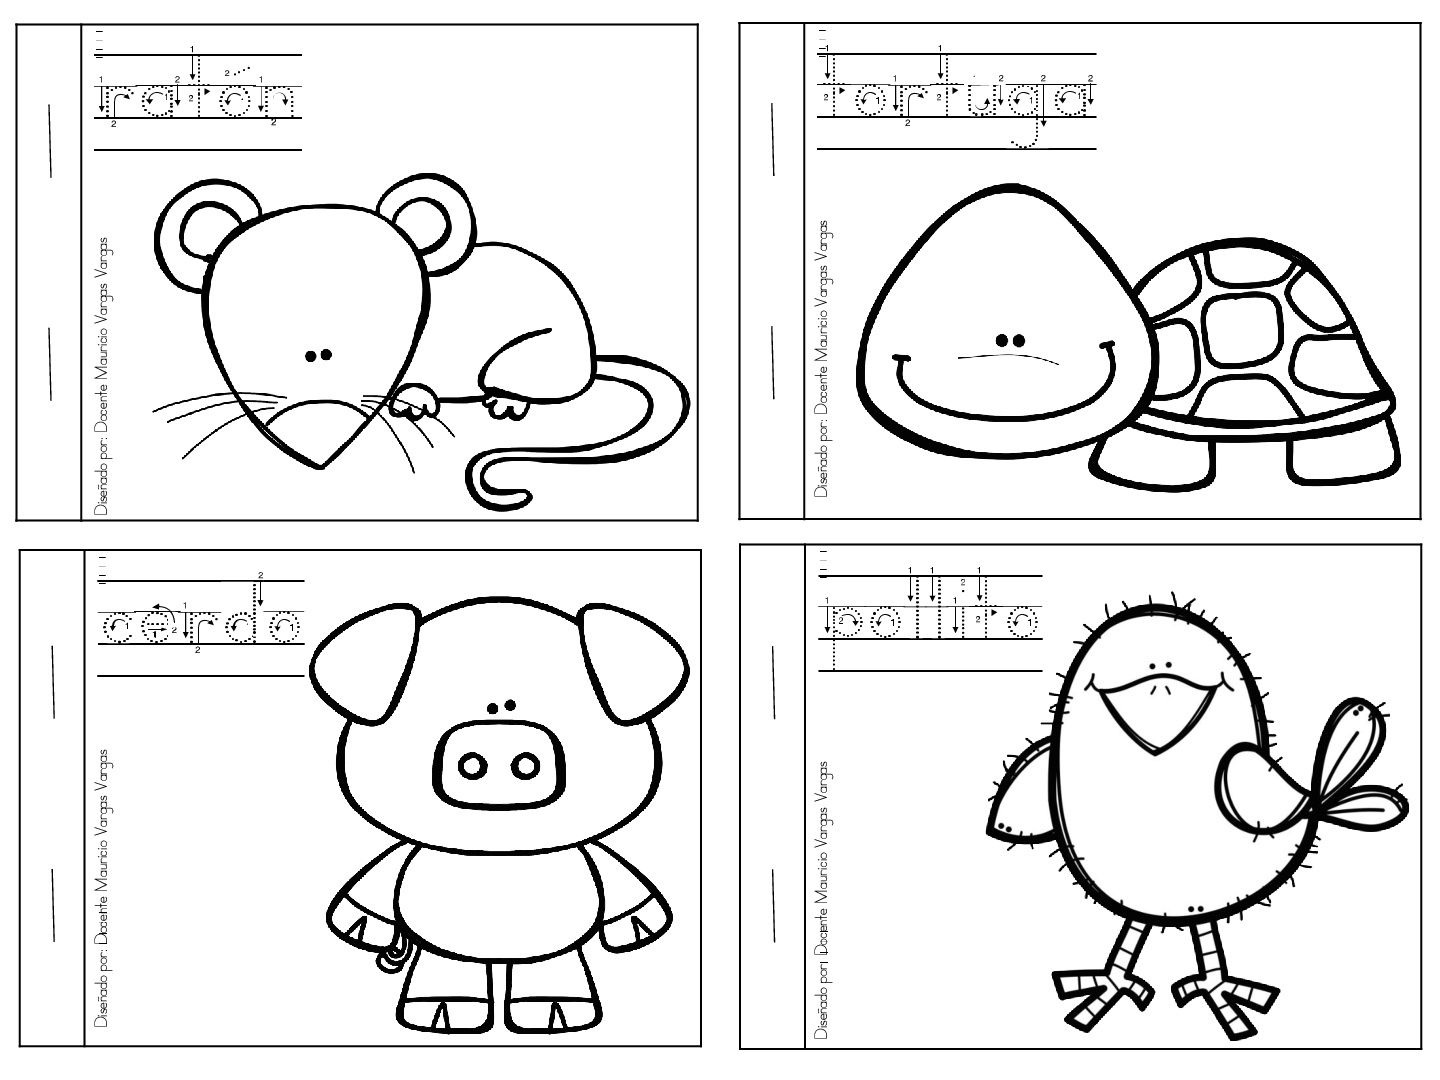 ratón
Diseñado por: Docente Mauricio Vargas Vargas
tortuga
Diseñado por: Docente Mauricio Vargas Vargas
cerdo
Diseñado por: Docente Mauricio Vargas Vargas
pollito
Diseñado por: Docente Mauricio Vargas Vargas